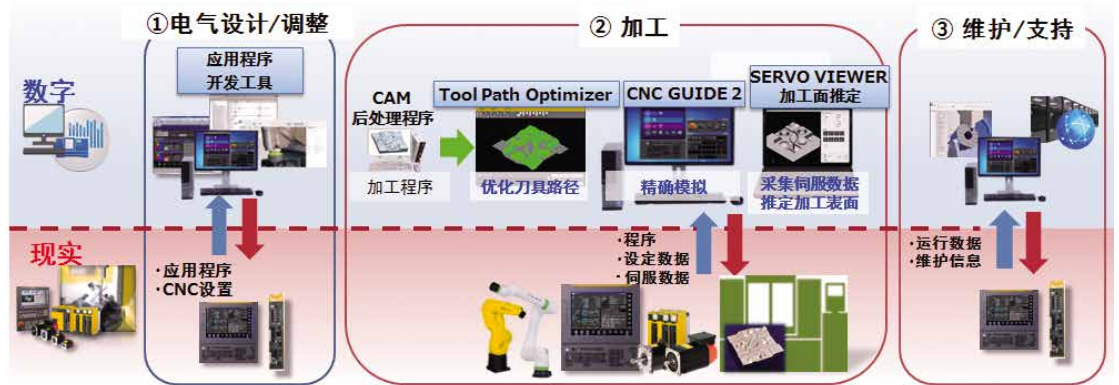 ①电气设计/调整
② 加工
③ 维护/支持
数字
现实
应用程序
开发工具
·应用程序
·CNC设置
CAM
后处理程序
加工程序
Tool Path Optimizer
优化刀具路径
CNC GUIDE 2
精确模拟
SERVO VIEWER
加工面推定
采集伺服数据
推定加工表面
·程序
·设定数据
·伺服数据
·运行数据
·维护信息